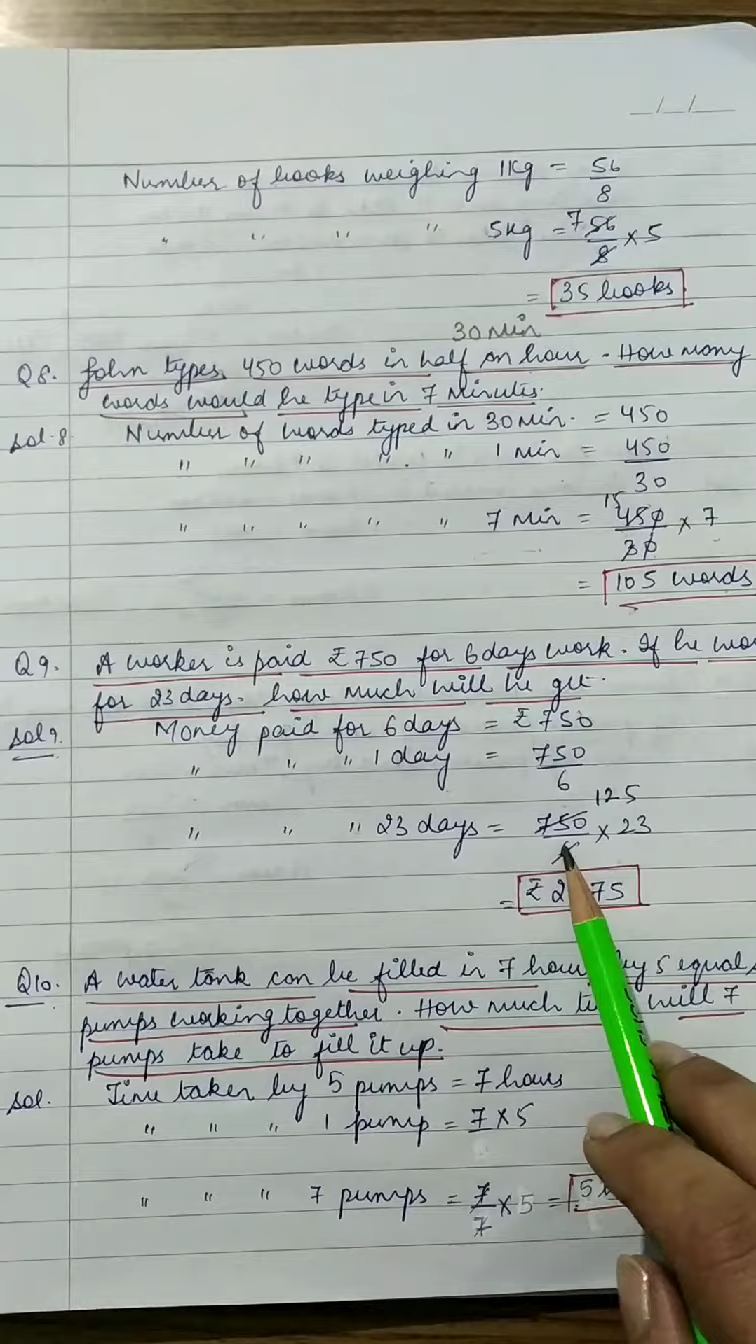 Number of books weighing 1Kg = 56/8
" " " " 5Kg = 7 56/8 × 5
= 35 books
30 Min
Q8. John types 450 words in half an hour. How many
words would he type in 7 Minutes.
Sol.8 Number of words typed in 30 Min. = 450
" " " " " 1 Min = 450/30
" " " " " 7 Min = 15 450/30 × 7
= 105 words
Q9. A worker is paid ₹750 for 6 days work. If he
for 23 days. how much will he get.
Sol 9. Money paid for 6 days = ₹750
" " " 1 day = 750/6
125
" " " 23 days = 750/6 × 23
= ₹2 75
Q10. A water tank can be filled in 7 hour by 5 equal
pumps working together. How much will 7
pumps take to fill it up.
Sol. Time taken by 5 pumps = 7 hours
" " " 1 pump = 7 × 5
" " " 7 pumps = 7/7 × 5 = 5